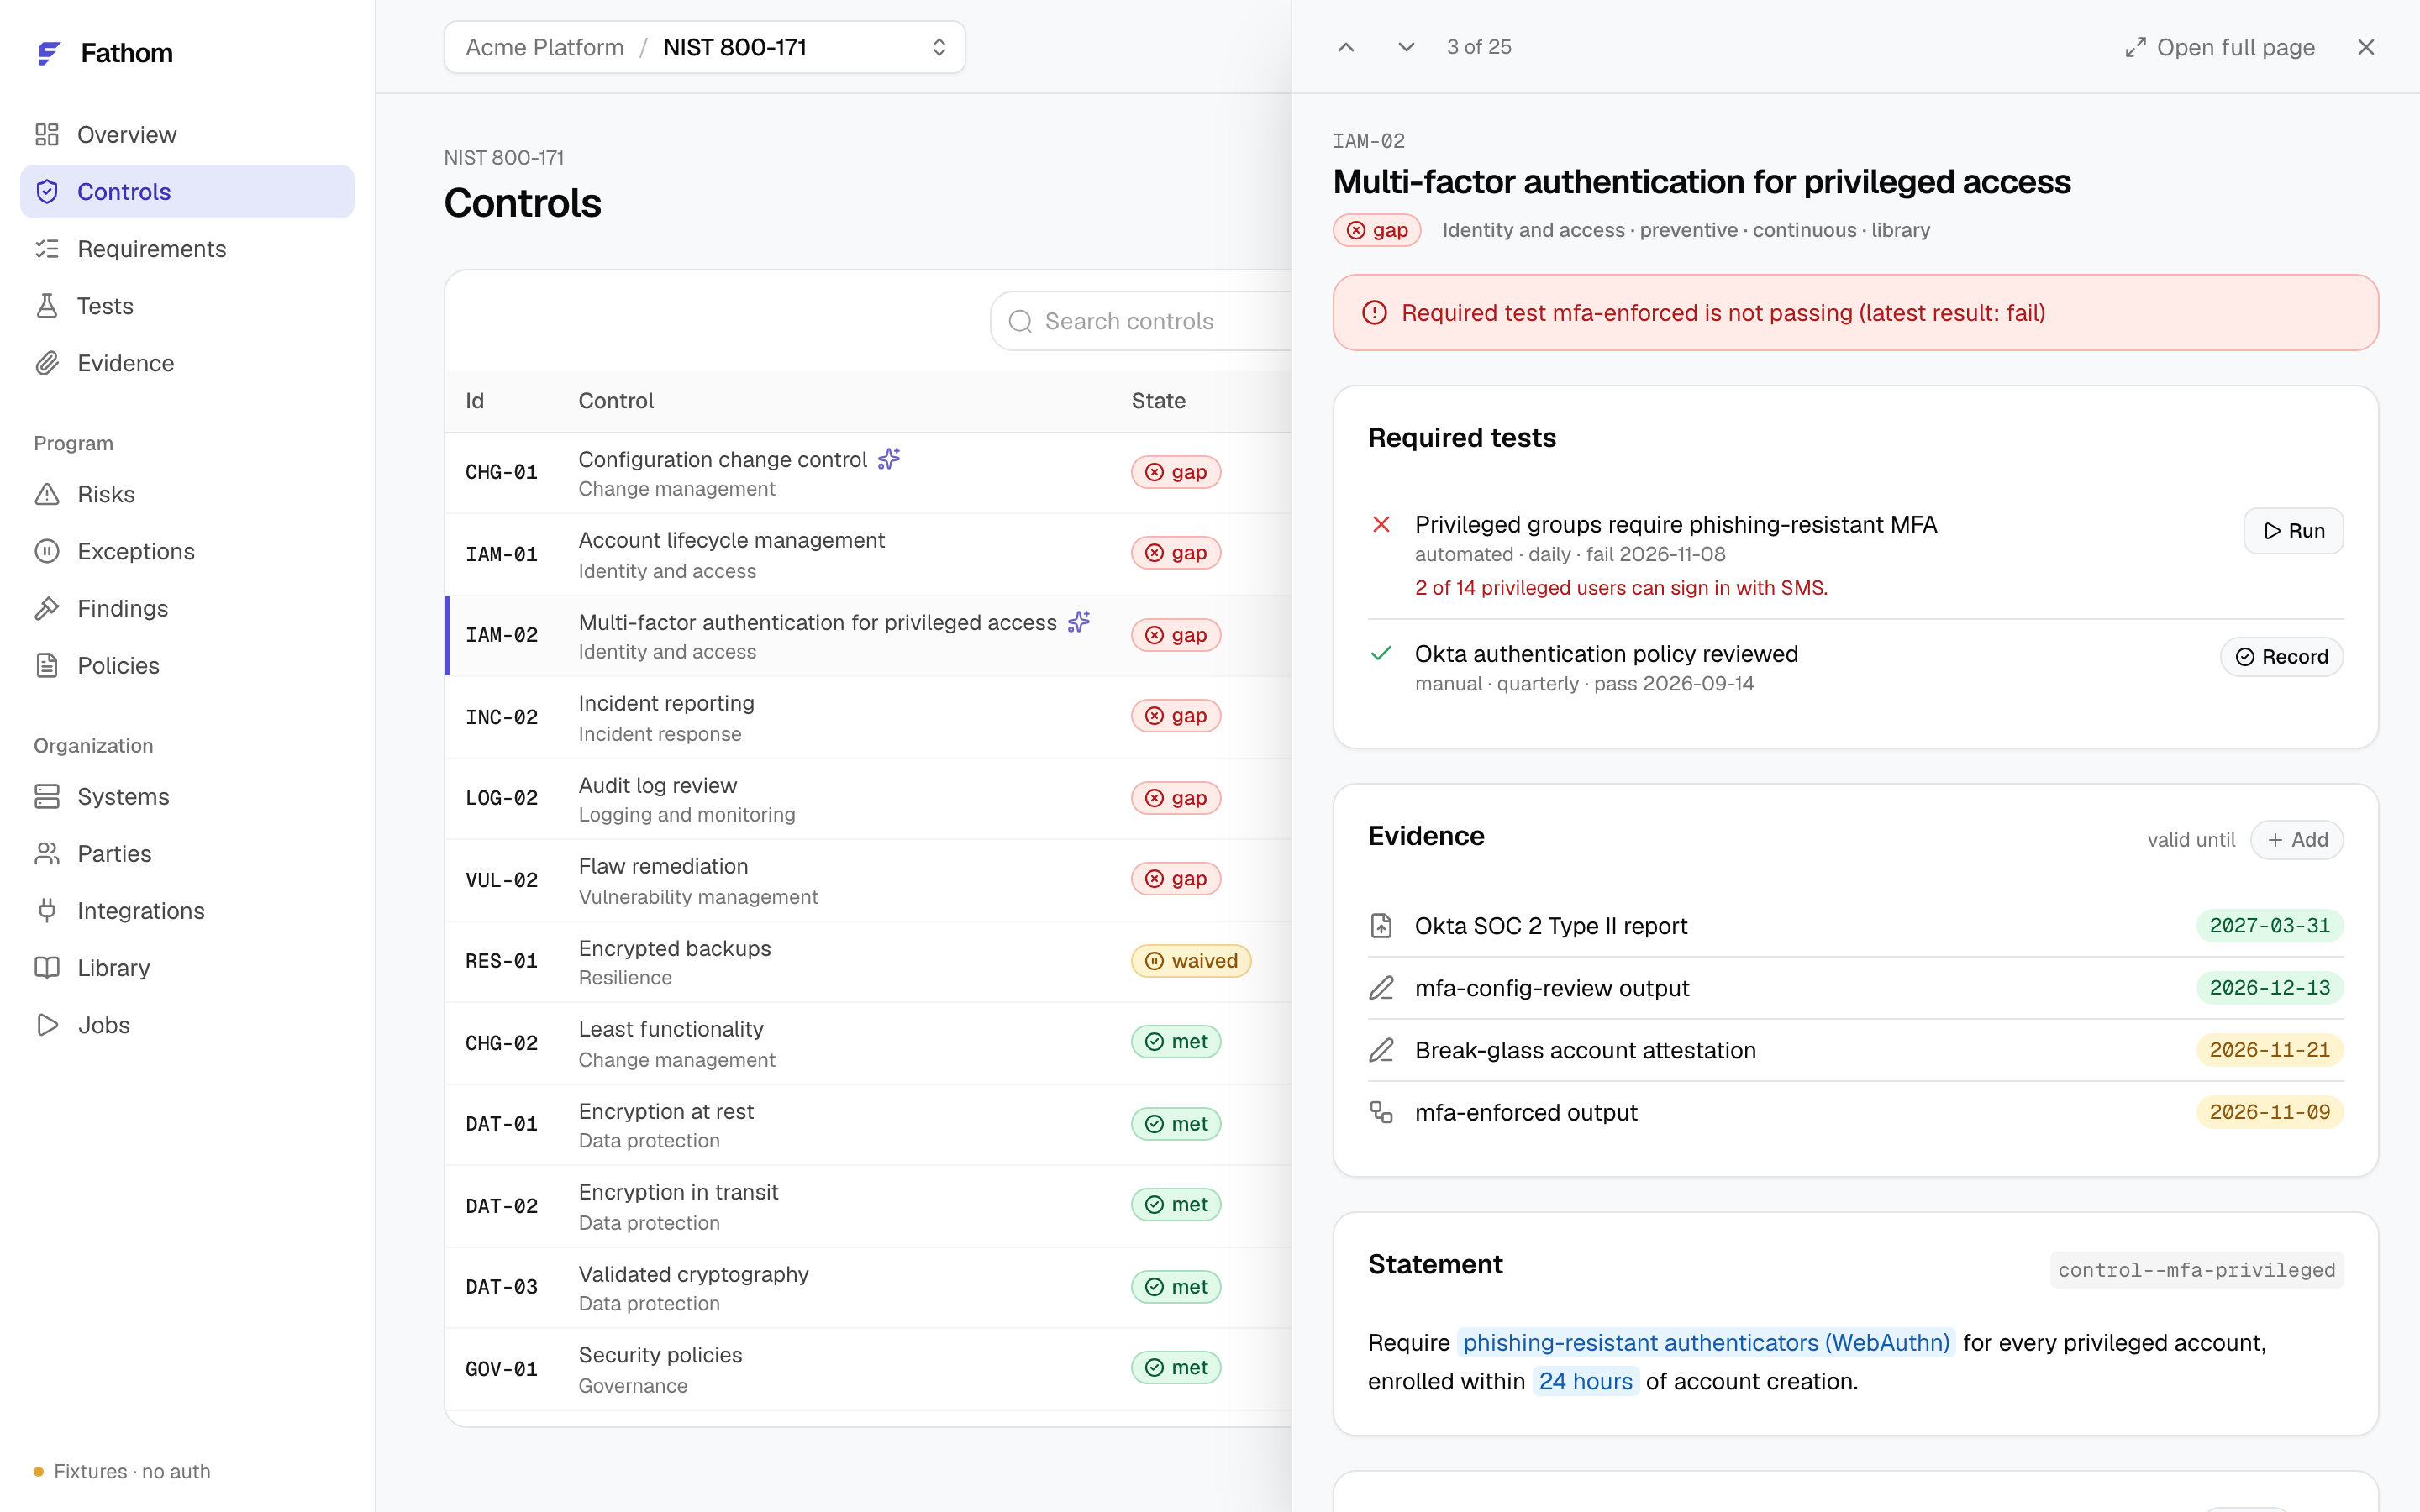 Fathom
Overview
Controls
Requirements
Tests
Evidence
Program
Risks
Exceptions
Findings
Policies
Organization
Systems
Parties
Integrations
Library
Jobs
Fixtures · no auth
Acme Platform / NIST 800-171
NIST 800-171
Controls
Search controls
Id Control State
CHG-01 Configuration change control gap
Change management
IAM-01 Account lifecycle management gap
Identity and access
IAM-02 Multi-factor authentication for privileged access gap
Identity and access
INC-02 Incident reporting gap
Incident response
LOG-02 Audit log review gap
Logging and monitoring
VUL-02 Flaw remediation gap
Vulnerability management
RES-01 Encrypted backups waived
Resilience
CHG-02 Least functionality met
Change management
DAT-01 Encryption at rest met
Data protection
DAT-02 Encryption in transit met
Data protection
DAT-03 Validated cryptography met
Data protection
GOV-01 Security policies met
Governance
3 of 25 Open full page
IAM-02
Multi-factor authentication for privileged access
gap Identity and access · preventive · continuous · library
Required test mfa-enforced is not passing (latest result: fail)
Required tests
Privileged groups require phishing-resistant MFA Run
automated · daily · fail 2026-11-08
2 of 14 privileged users can sign in with SMS.
Okta authentication policy reviewed Record
manual · quarterly · pass 2026-09-14
Evidence valid until + Add
Okta SOC 2 Type II report 2027-03-31
mfa-config-review output 2026-12-13
Break-glass account attestation 2026-11-21
mfa-enforced output 2026-11-09
Statement control--mfa-privileged
Require phishing-resistant authenticators (WebAuthn) for every privileged account,
enrolled within 24 hours of account creation.